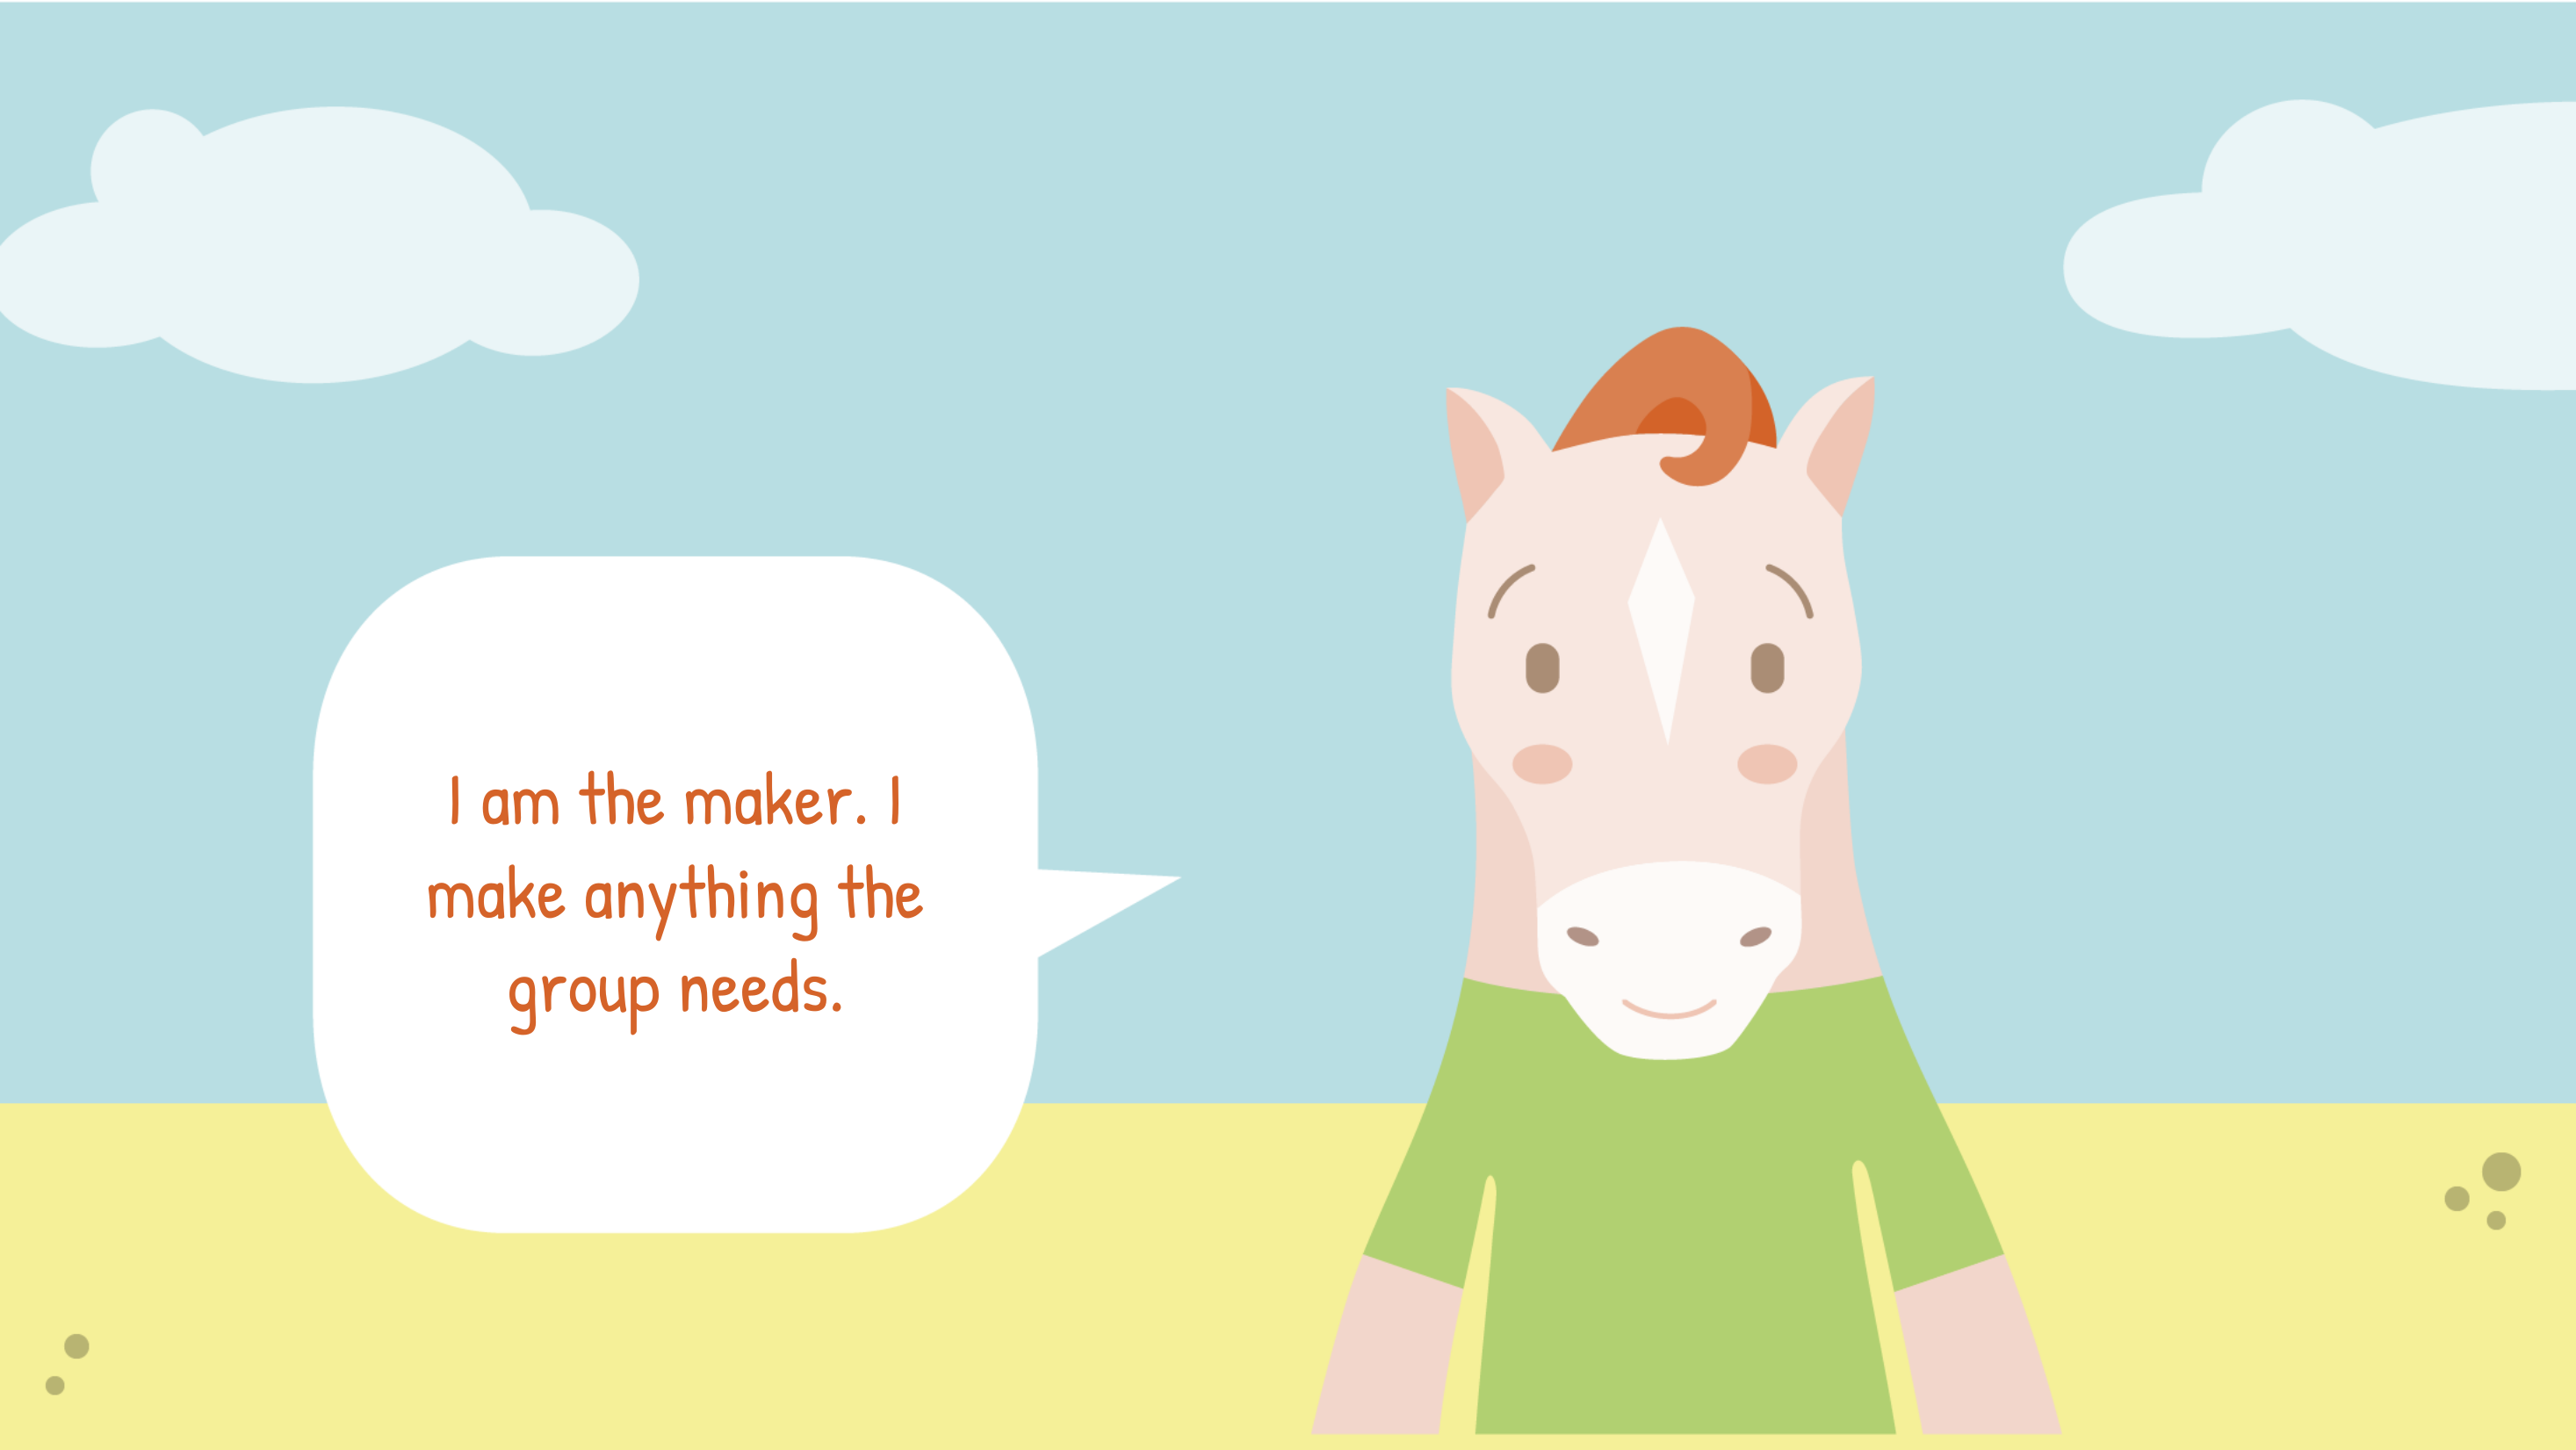 I am the maker. I
make anything the
group needs.